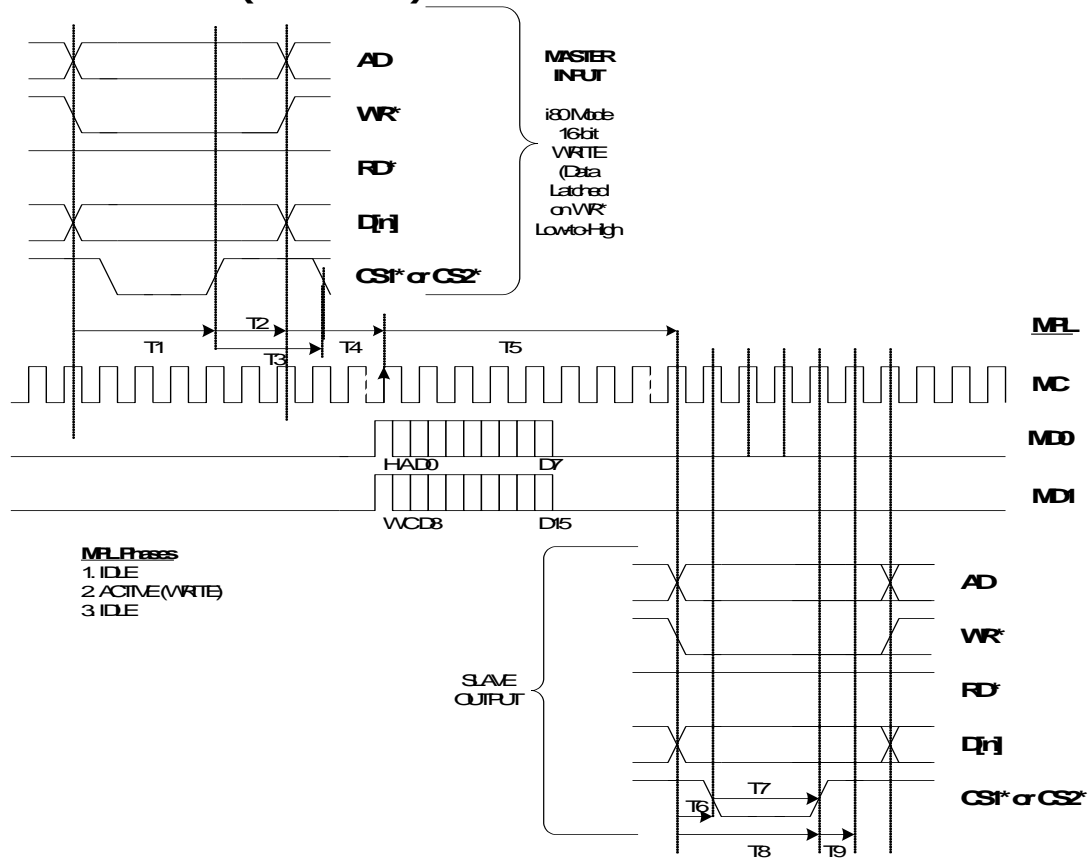 AD
WR*
RD*
D[n]
CS1* or CS2*
MASTER
INPUT
i80 Mode
16-bit
WRITE
(Data
Latched
on WR*
Low-to-High
T1
T2
T3
T4
T5
MPL
MC
MD0
MD1
HAD0
D7
WCD8
D15
MPL Phases
1. IDLE
2. ACTIVE (WRITE)
3. IDLE
SLAVE
OUTPUT
AD
WR*
RD*
D[n]
CS1* or CS2*
T6
T7
T8
T9